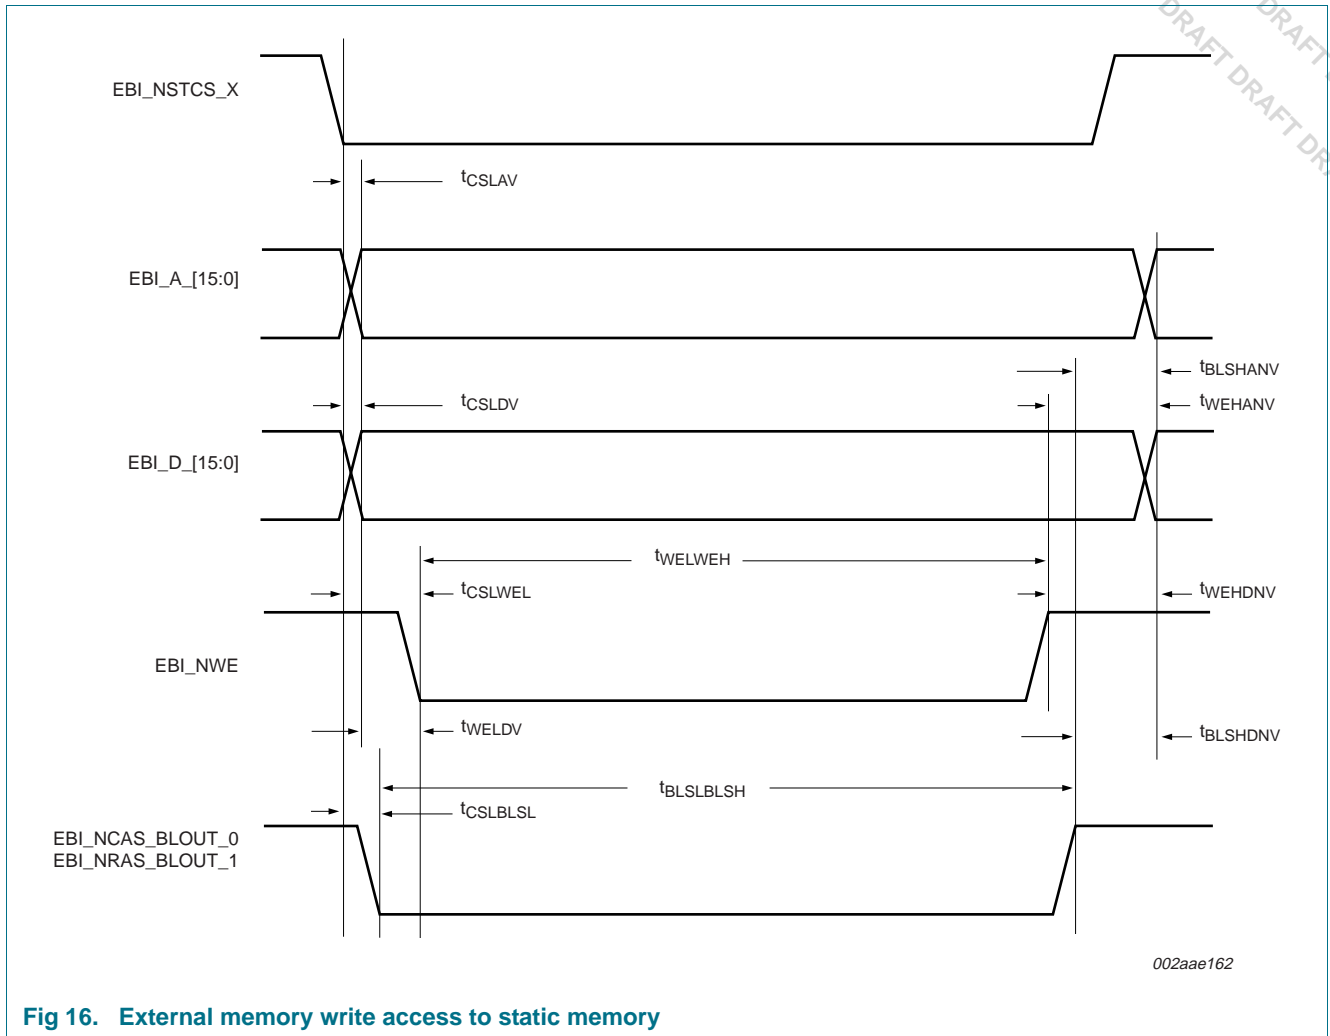 DRAFT DRAFT DRA
DRAFT
EBI_NSTCS_X
tCSLAV
EBI_A_[15:0]
tBLSHANV
tCSLDV
tWEHANV
EBI_D_[15:0]
tWELWEH
tCSLWEL
tWEHDNV
EBI_NWE
tWELDV
tBLSHDNV
tBLSLBLSH
tCSLBLSL
EBI_NCAS_BLOUT_0
EBI_NRAS_BLOUT_1
002aae162
Fig 16. External memory write access to static memory